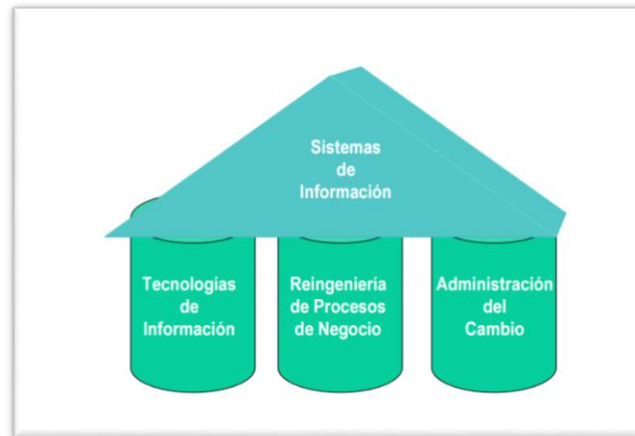 Sistemas
de
Información
Tecnologías
de
Información
Reingeniería
de Procesos
de Negocio
Administración
del
Cambio